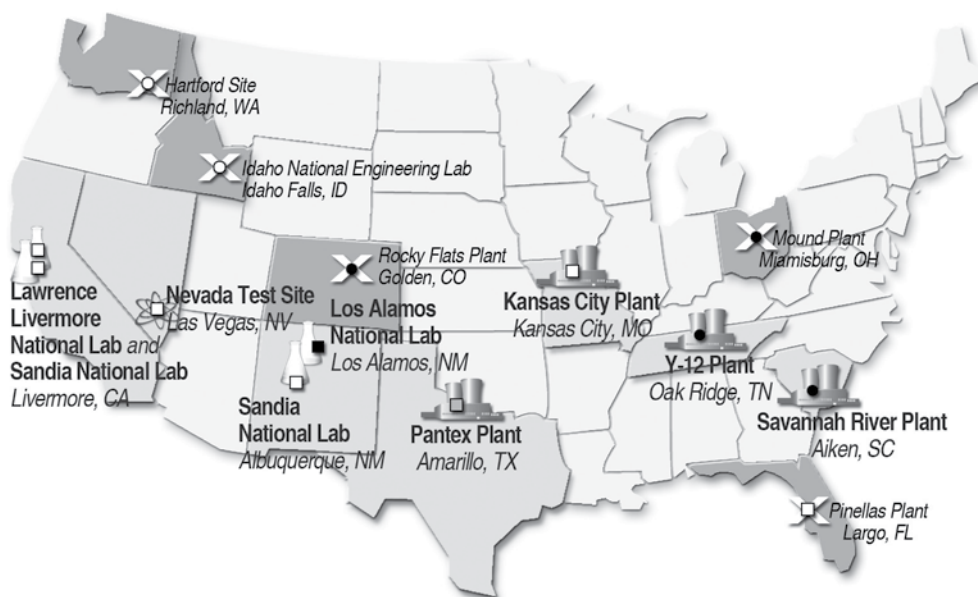 Hartford Site
Richland, WA
Idaho National Engineering Lab
Idaho Falls, ID
Rocky Flats Plant
Golden, CO
Mound Plant
Miamisburg, OH
Lawrence
Livermore
National Lab and
Sandia National Lab
Livermore, CA
Nevada Test Site
Las Vegas, NV
Los Alamos
National Lab
Los Alamos, NM
Kansas City Plant
Kansas City, MO
Y-12 Plant
Oak Ridge, TN
Sandia
National Lab
Albuquerque, NM
Pantex Plant
Amarillo, TX
Savannah River Plant
Aiken, SC
Pinellas Plant
Largo, FL